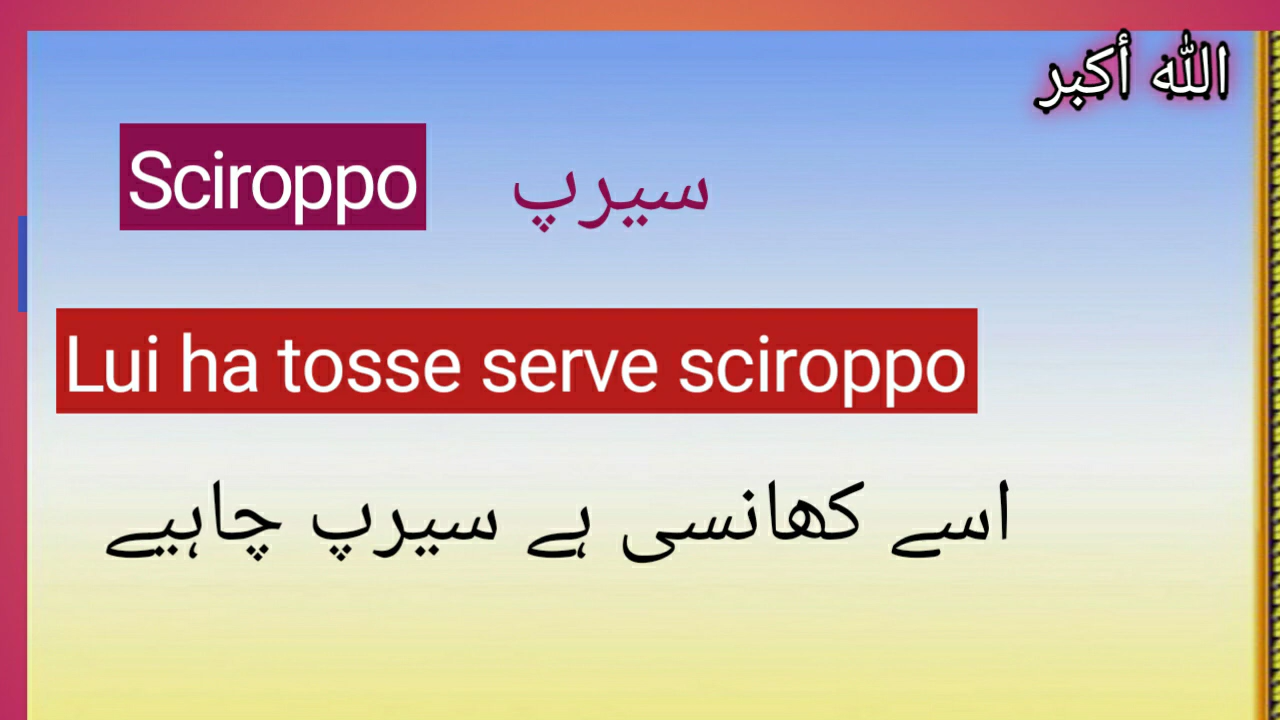 الله أكبر
Sciroppo سیرپ
Lui ha tosse serve sciroppo
اسے کھانسی ہے سیرپ چاہیے